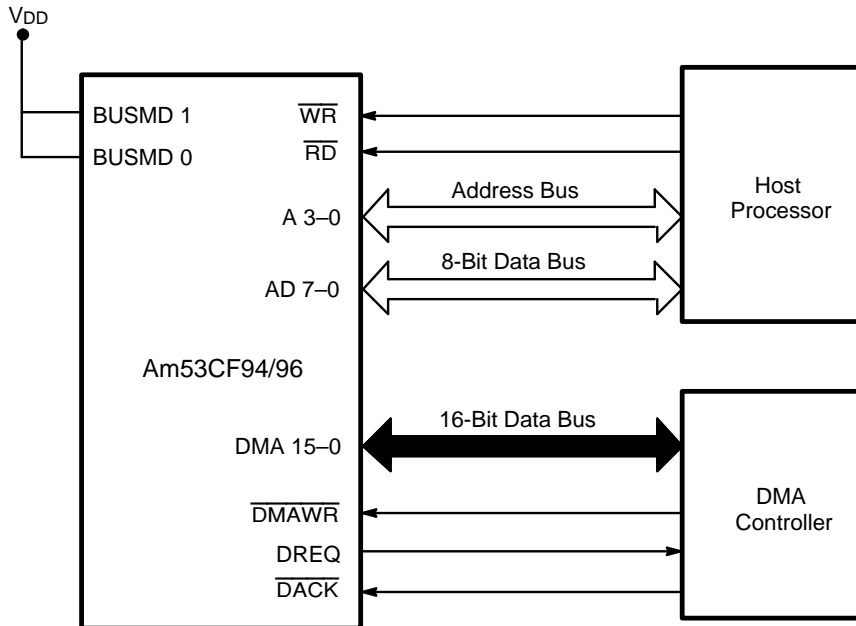 VDD
BUSMD 1
BUSMD 0
WR
RD
A 3–0
AD 7–0
Am53CF94/96
DMA 15–0
DMAWR
DREQ
DACK
Address Bus
8-Bit Data Bus
16-Bit Data Bus
Host
Processor
DMA
Controller